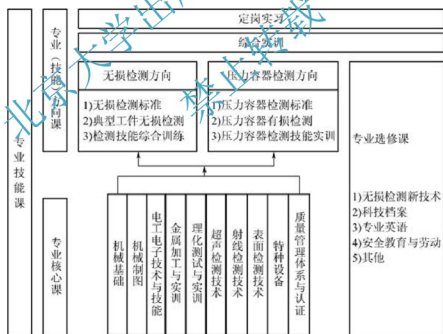 定岗实习
综合实训
专业技能课
专业（技能）方向课
无损检测方向
1)无损检测标准
2)典型工件无损检测
3)检测技能综合训练
压力容器检测方向
1)压力容器检测标准
2)压力容器有损检测
3)压力容器检测技能实训
专业选修课
1)无损检测新技术
2)科技档案
3)专业英语
4)安全教育与劳动
5)其他
专业核心课
机械基础
机械制图
电工电子技术与技能
金属加工与实训
理化测试与实训
超声检测技术
射线检测技术
表面检测技术
特种设备
质量管理体系与认证
北京大学出
禁止转载